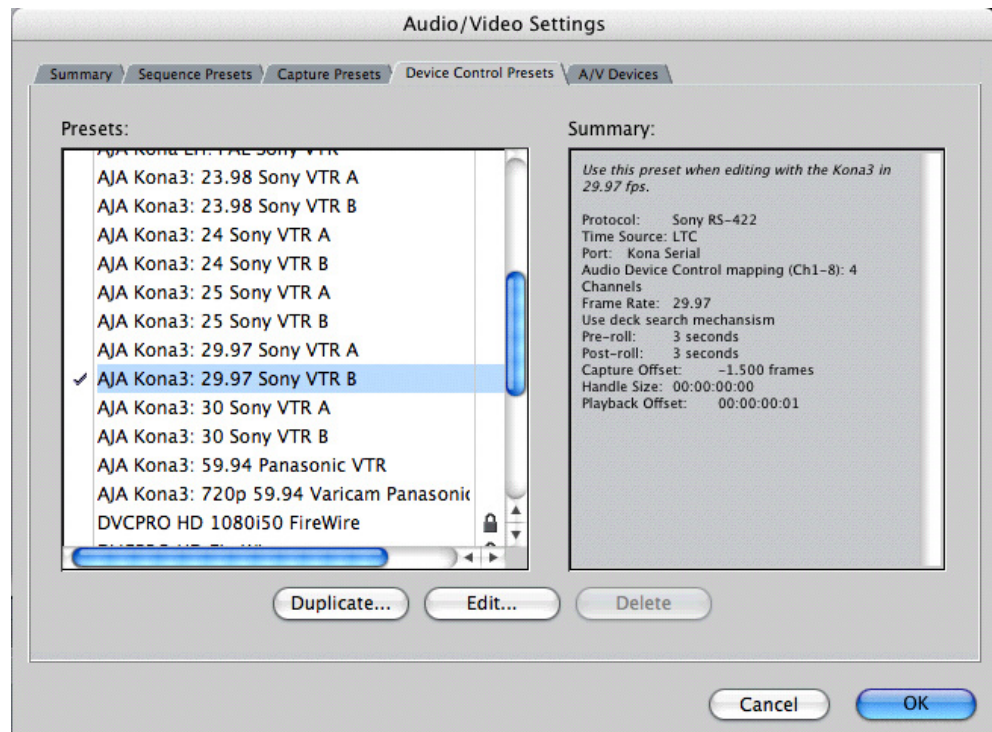 Audio/Video Settings
Summary
Sequence Presets
Capture Presets
Device Control Presets
A/V Devices
Presets:
AJA Kona3: 23.98 Sony VTR A
AJA Kona3: 23.98 Sony VTR B
AJA Kona3: 24 Sony VTR A
AJA Kona3: 24 Sony VTR B
AJA Kona3: 25 Sony VTR A
AJA Kona3: 25 Sony VTR B
AJA Kona3: 29.97 Sony VTR A
AJA Kona3: 29.97 Sony VTR B
AJA Kona3: 30 Sony VTR A
AJA Kona3: 30 Sony VTR B
AJA Kona3: 59.94 Panasonic VTR
AJA Kona3: 720p 59.94 Varicam Panasonic
DVCPRO HD 1080i50 FireWire
Summary:
Use this preset when editing with the Kona3 in
29.97 fps.
Protocol: Sony RS-422
Time Source: LTC
Port: Kona Serial
Audio Device Control mapping (Ch1-8): 4
Channels
Frame Rate: 29.97
Use deck search mechansism
Pre-roll: 3 seconds
Post-roll: 3 seconds
Capture Offset: -1.500 frames
Handle Size: 00:00:00:00
Playback Offset: 00:00:00:01
Duplicate...
Edit...
Delete
Cancel
OK